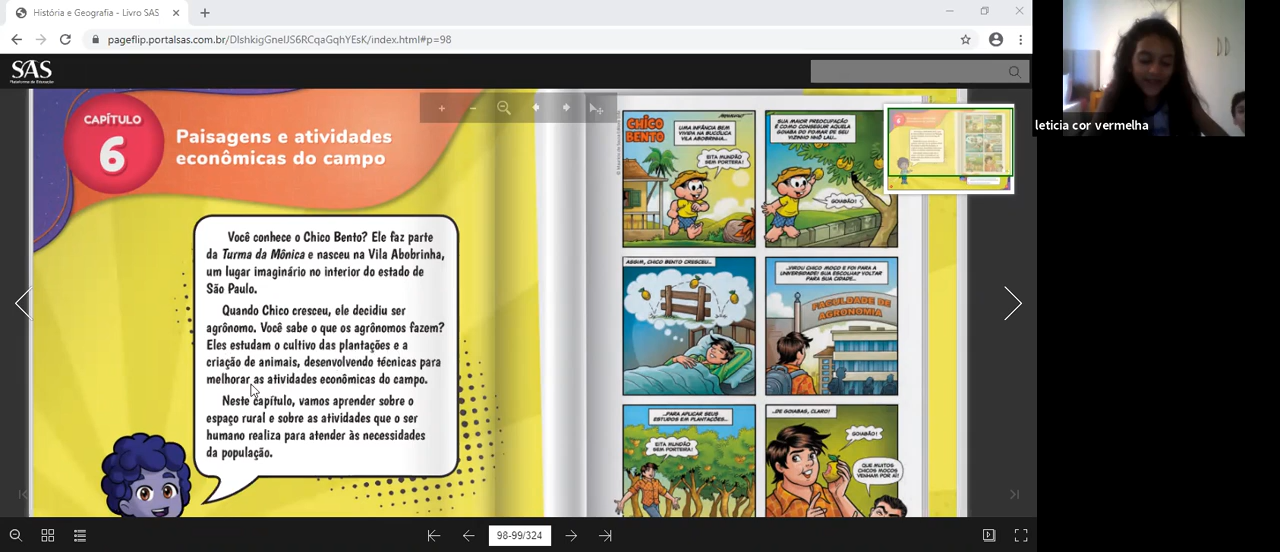 História e Geografia - Livro SAS
pageflip.portalsas.com.br/DIshkigGneIJS6RCqaGqhYEsK/index.html#p=98
SAS
Plataforma de Educação
CAPÍTULO
6
Paisagens e atividades
econômicas do campo
Você conhece o Chico Bento? Ele faz parte
da Turma da Mônica e nasceu na Vila Abobrinha,
um lugar imaginário no interior do estado de
São Paulo.
Quando Chico cresceu, ele decidiu ser
agrônomo. Você sabe o que os agrônomos fazem?
Eles estudam o cultivo das plantações e a
criação de animais, desenvolvendo técnicas para
melhorar as atividades econômicas do campo.
Neste capítulo, vamos aprender sobre o
espaço rural e sobre as atividades que o ser
humano realiza para atender às necessidades
da população.
CHICO
BENTO
UMA INFÂNCIA BEM
VIVIDA NA BUCÓLICA
VILA ABOBRINHA...
EITA MUNDÃO
SEM PORTERA!
SUA MAIOR PREOCUPAÇÃO
É COMO CONSEGUIR AQUELA
GOIABA DO POMAR DE SEU
VIZINHO NHÔ LAU...
GOIABÃO!
ASSIM, CHICO BENTO CRESCEU...
...VIROU CHICO MOÇO E FOI PARA A
UNIVERSIDADE! SUA ESCOLHA? VOLTAR
PARA SUA CIDADE...
FACULDADE DE
AGRONOMIA
...PARA APLICAR SEUS
ESTUDOS EM PLANTAÇÕES...
EITA MUNDÃO
SEM PORTERA!
...DE GOIABAS, CLARO!
GOIABÃO!
QUE MUITOS
CHICOS MOÇOS
VENHAM POR AÍ!
98-99/324
leticia cor vermelha